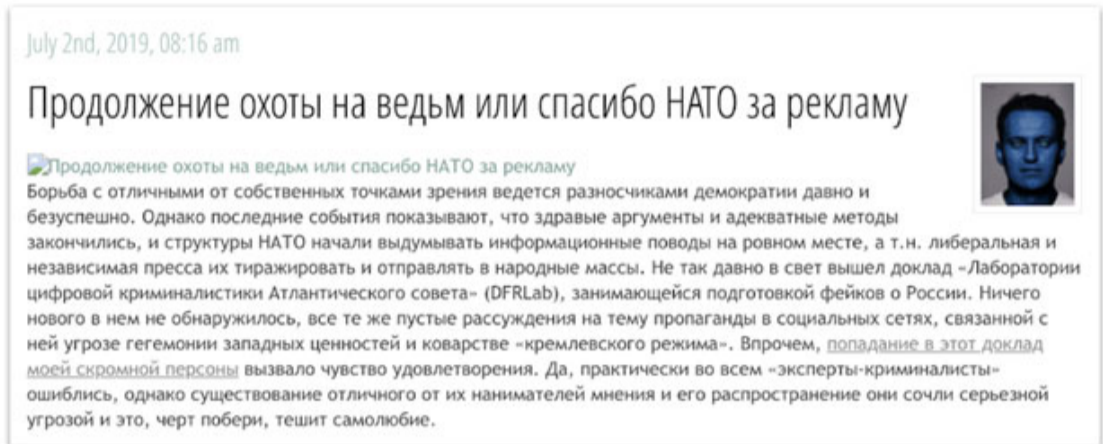 July 2nd, 2019, 08:16 am
Продолжение охоты на ведьм или спасибо НАТО за рекламу
Продолжение охоты на ведьм или спасибо НАТО за рекламу
Борьба с отличными от собственных точками зрения ведется разносчиками демократии давно и
безуспешно. Однако последние события показывают, что здравые аргументы и адекватные методы
закончились, и структуры НАТО начали выдумывать информационные поводы на ровном месте, а т.н. либеральная и
независимая пресса их тиражировать и отправлять в народные массы. Не так давно в свет вышел доклад «Лаборатории
цифровой криминалистики Атлантического совета» (DFRLab), занимающейся подготовкой фейков о России. Ничего
нового в нем не обнаружилось, все те же пустые рассуждения на тему пропаганды в социальных сетях, связанной с
ней угрозе гегемонии западных ценностей и коварстве «кремлевского режима». Впрочем, попадание в этот доклад
моей скромной персоны вызвало чувство удовлетворения. Да, практически во всем «эксперты-криминалисты»
ошиблись, однако существование отличного от их нанимателей мнения и его распространение они сочли серьезной
угрозой и это, черт побери, тешит самолюбие.